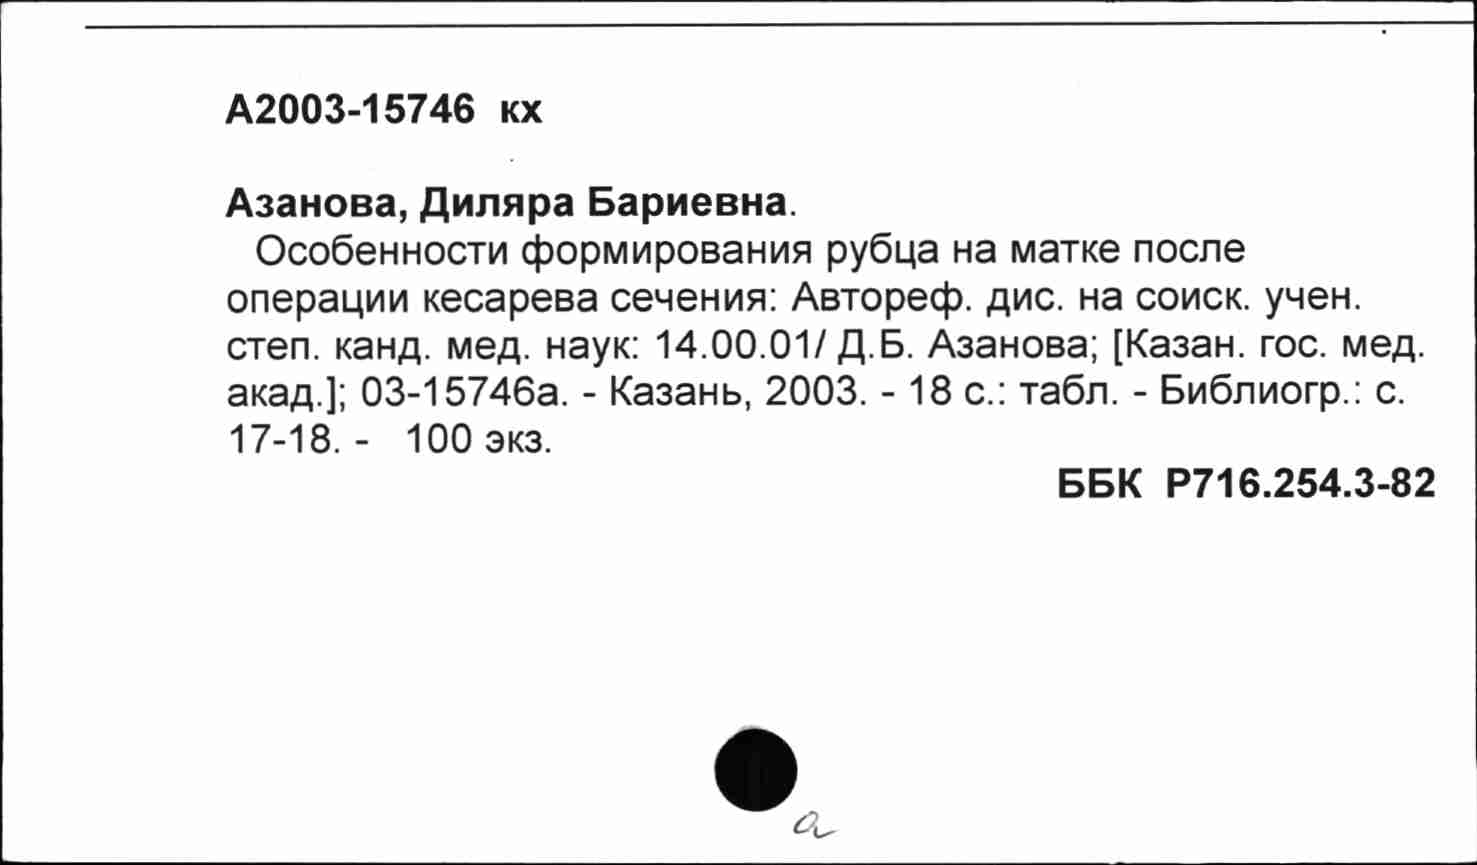 А2003-15746 кх
Азанова, Диляра Бариевна.
Особенности формирования рубца на матке после
операции кесарева сечения: Автореф. дис. на соиск. учен.
степ. канд. мед. наук: 14.00.01/ Д.Б. Азанова; [Казан. гос. мед.
акад.]; 03-15746а. - Казань, 2003. - 18 с.: табл. - Библиогр.: с.
17-18. - 100 экз.
ББК Р716.254.3-82
а